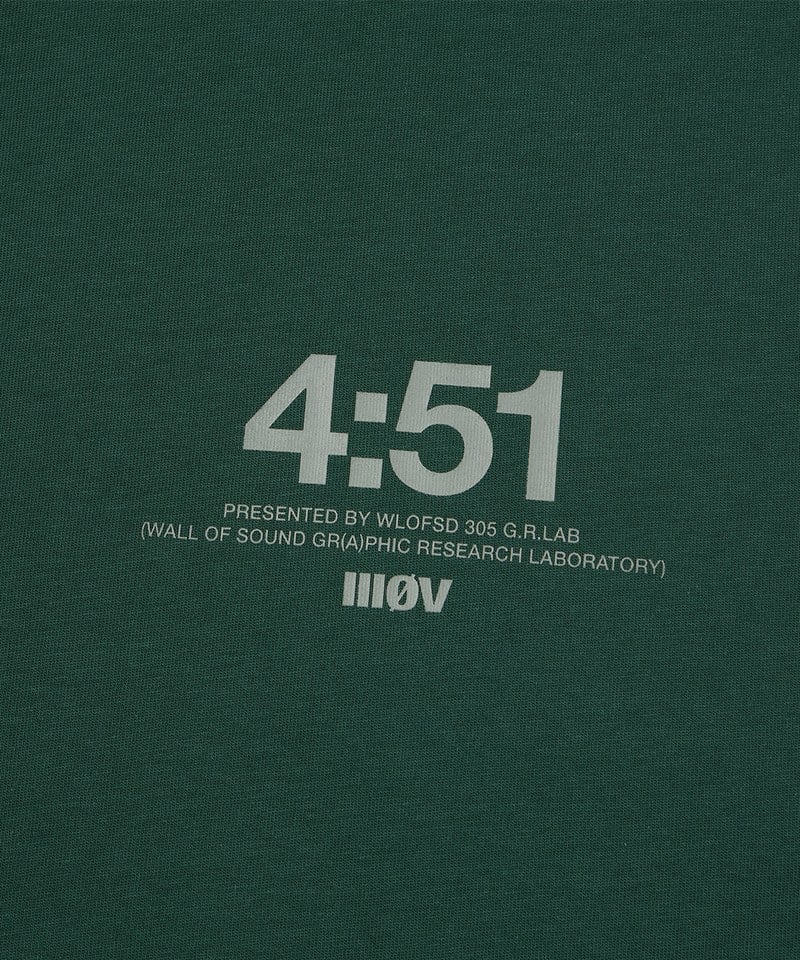 4:51
PRESENTED BY WLOFSD 305 G.R.LAB
(WALL OF SOUND GR(A)PHIC RESEARCH LABORATORY)
IIIØV